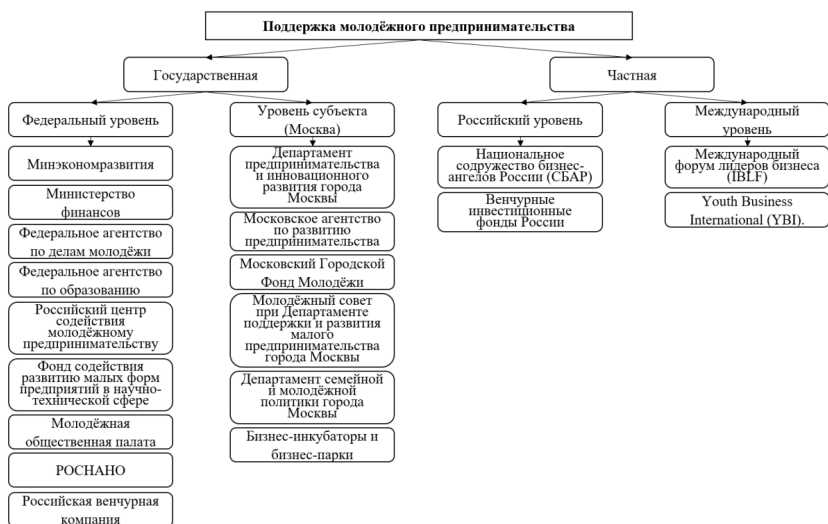 Поддержка молодёжного предпринимательства
Государственная
Частная
Федеральный уровень
Уровень субъекта
(Москва)
Российский уровень
Международный
уровень
Минэкономразвития
Министерство
финансов
Федеральное агентство
по делам молодёжи
Федеральное агентство
по образованию
Российский центр
содействия
молодёжному
предпринимательству
Фонд содействия
развитию малых форм
предприятий в научно-
технической сфере
Молодёжная
общественная палата
РОСНАНО
Российская венчурная
компания
Департамент
предпринимательства
и инновационного
развития города
Москвы
Московское агентство
по развитию
предпринимательства
Московский Городской
Фонд Молодёжи
Молодёжный совет
при Департаменте
поддержки и развития
малого
предпринимательства
города Москвы
Департамент семейной
и молодёжной
политики города
Москвы
Бизнес-инкубаторы и
бизнес-парки
Национальное
содружество бизнес-
ангелов России (СБАР)
Венчурные
инвестиционные
фонды России
Международный
форум лидеров бизнеса
(IBLF)
Youth Business
International (YBI).